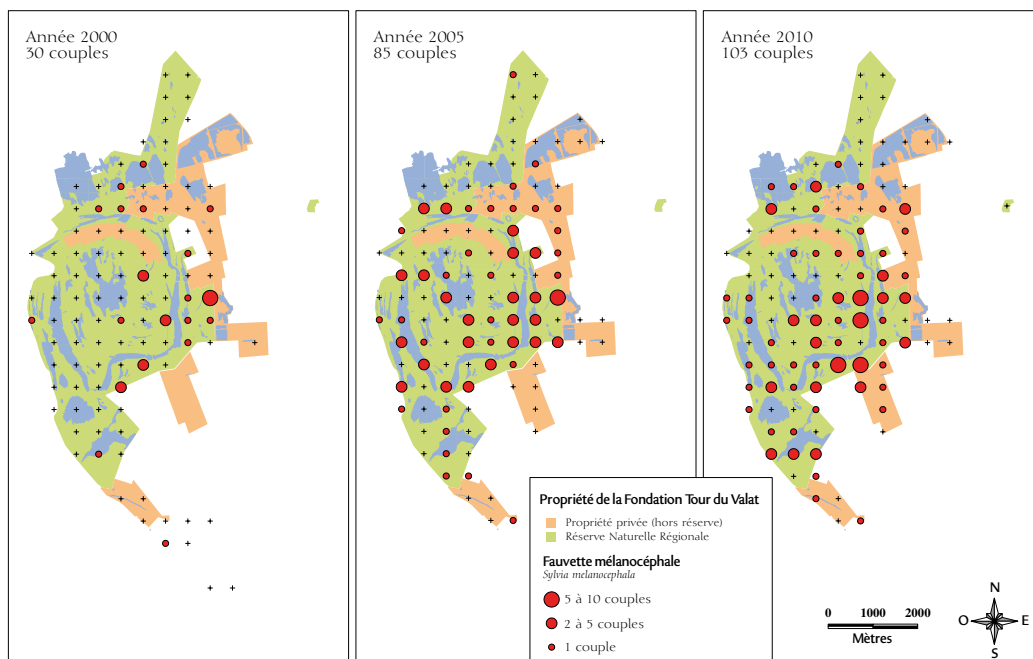 Année 2000
30 couples
Année 2005
85 couples
Année 2010
103 couples
Propriété de la Fondation Tour du Valat
Propriété privée (hors réserve)
Réserve Naturelle Régionale
Fauvette mélanocéphale
Sylvia melanocephala
5 à 10 couples
2 à 5 couples
1 couple
0 1000 2000
Mètres
N
O E
S